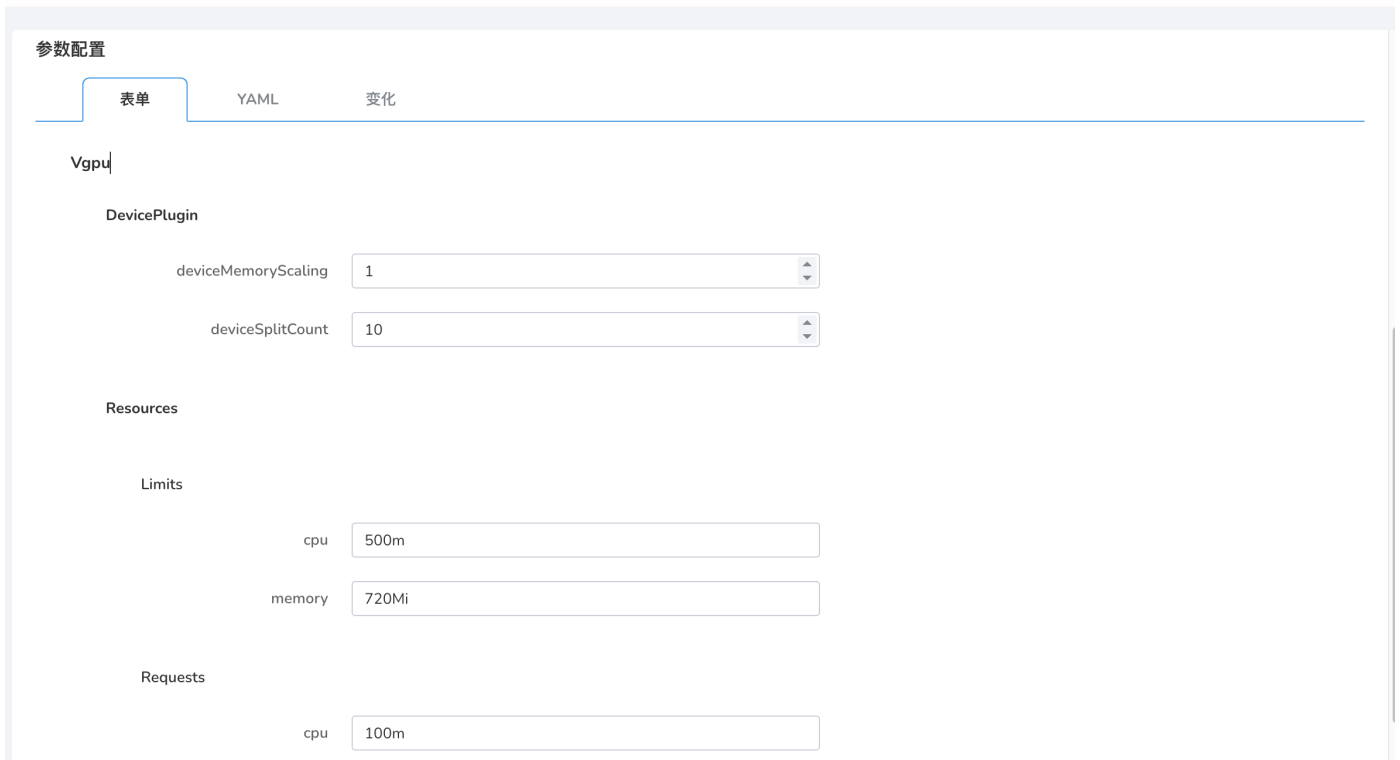 参数配置
表单 YAML 变化
Vgpu
DevicePlugin
deviceMemoryScaling 1
deviceSplitCount 10
Resources
Limits
cpu 500m
memory 720Mi
Requests
cpu 100m